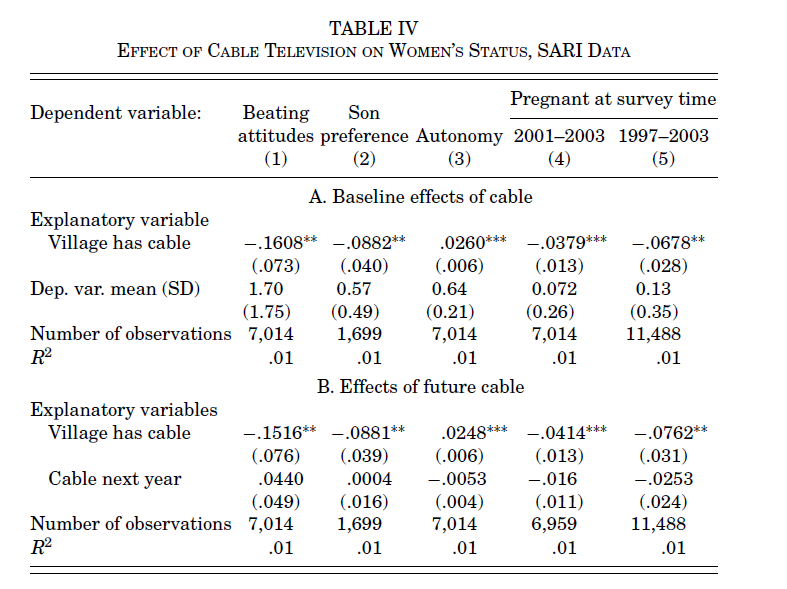 TABLE IV
EFFECT OF CABLE TELEVISION ON WOMEN'S STATUS, SARI DATA
Pregnant at survey time
Dependent variable: Beating Son
attitudes preference Autonomy 2001–2003 1997–2003
(1) (2) (3) (4) (5)
A. Baseline effects of cable
Explanatory variable
Village has cable −.1608** −.0882** .0260*** −.0379*** −.0678**
(.073) (.040) (.006) (.013) (.028)
Dep. var. mean (SD) 1.70 0.57 0.64 0.072 0.13
(1.75) (0.49) (0.21) (0.26) (0.35)
Number of observations 7,014 1,699 7,014 7,014 11,488
R² .01 .01 .01 .01 .01
B. Effects of future cable
Explanatory variables
Village has cable −.1516** −.0881** .0248*** −.0414*** −.0762**
(.076) (.039) (.006) (.013) (.031)
Cable next year .0440 .0004 −.0053 −.016 −.0253
(.049) (.016) (.004) (.011) (.024)
Number of observations 7,014 1,699 7,014 6,959 11,488
R² .01 .01 .01 .01 .01